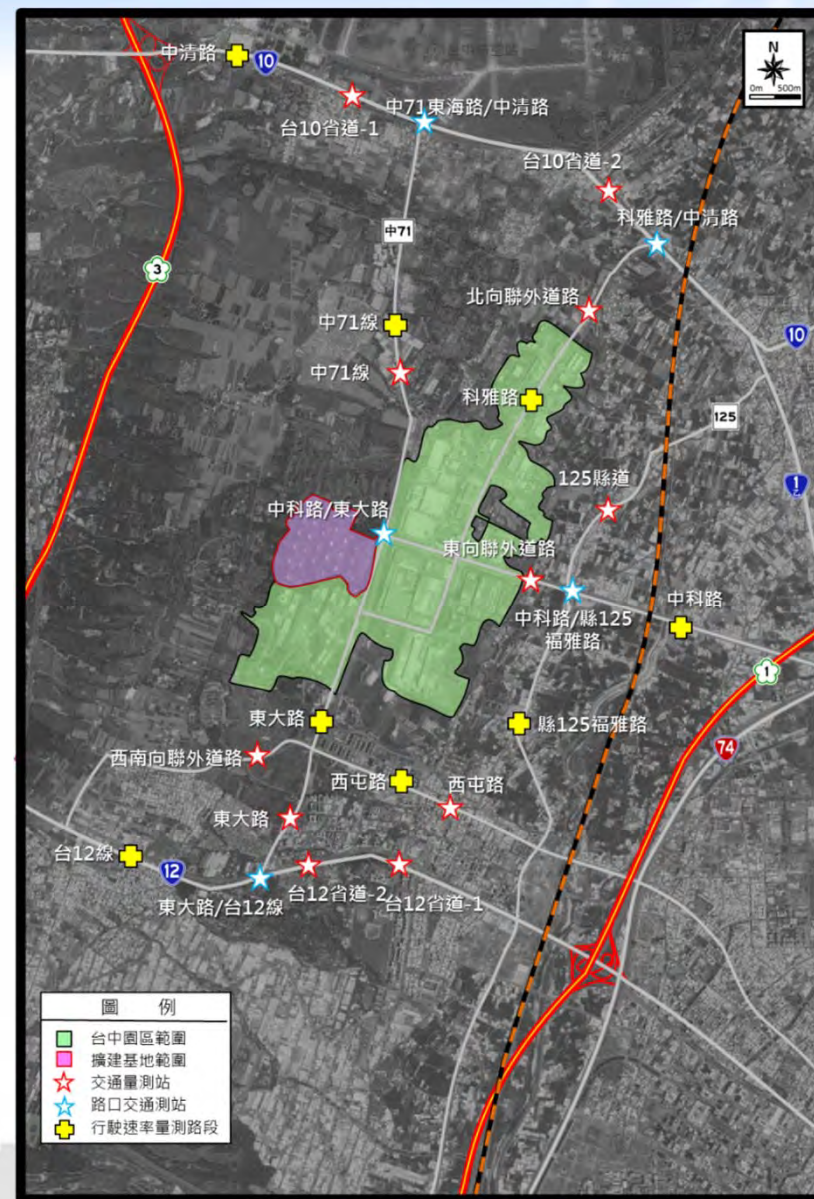 N
0m 500m
中清路
10
台10省道-1
中71東海路/中清路
台10省道-2
科雅路/中清路
中71
3
北向聯外道路
中71線
10
中71線
科雅路
125
125縣道
1
乙
中科路/東大路
東向聯外道路
中科路/縣125
福雅路
中科路
1
東大路
縣125福雅路
74
西南向聯外道路
西屯路
西屯路
東大路
台12線
12
台12省道-2
台12省道-1
東大路/台12線
圖 例
台中園區範圍
擴建基地範圍
交通量測站
路口交通測站
行駛速率量測路段